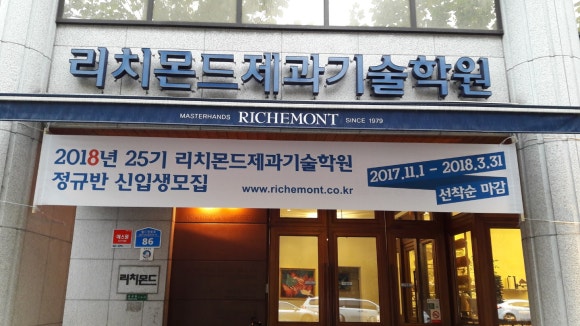 리치몬드제과기술학원
MASTERHANDS RICHEMONT SINCE 1979
2018년 25기 리치몬드제과기술학원
정규반 신입생모집
www.richemont.co.kr
2017.11.1 - 2018.3.31
선착순 마감
에스원
86
리치몬드